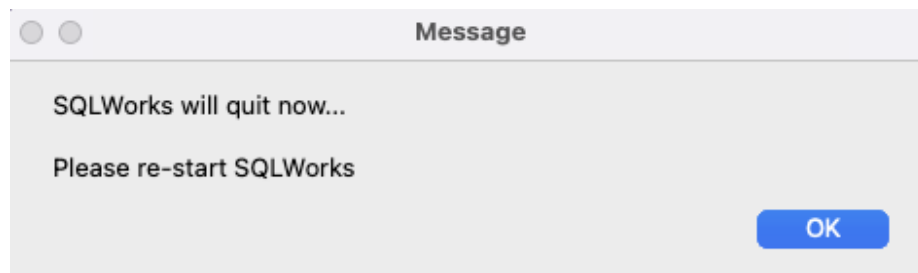 Message
SQLWorks will quit now...
Please re-start SQLWorks
OK